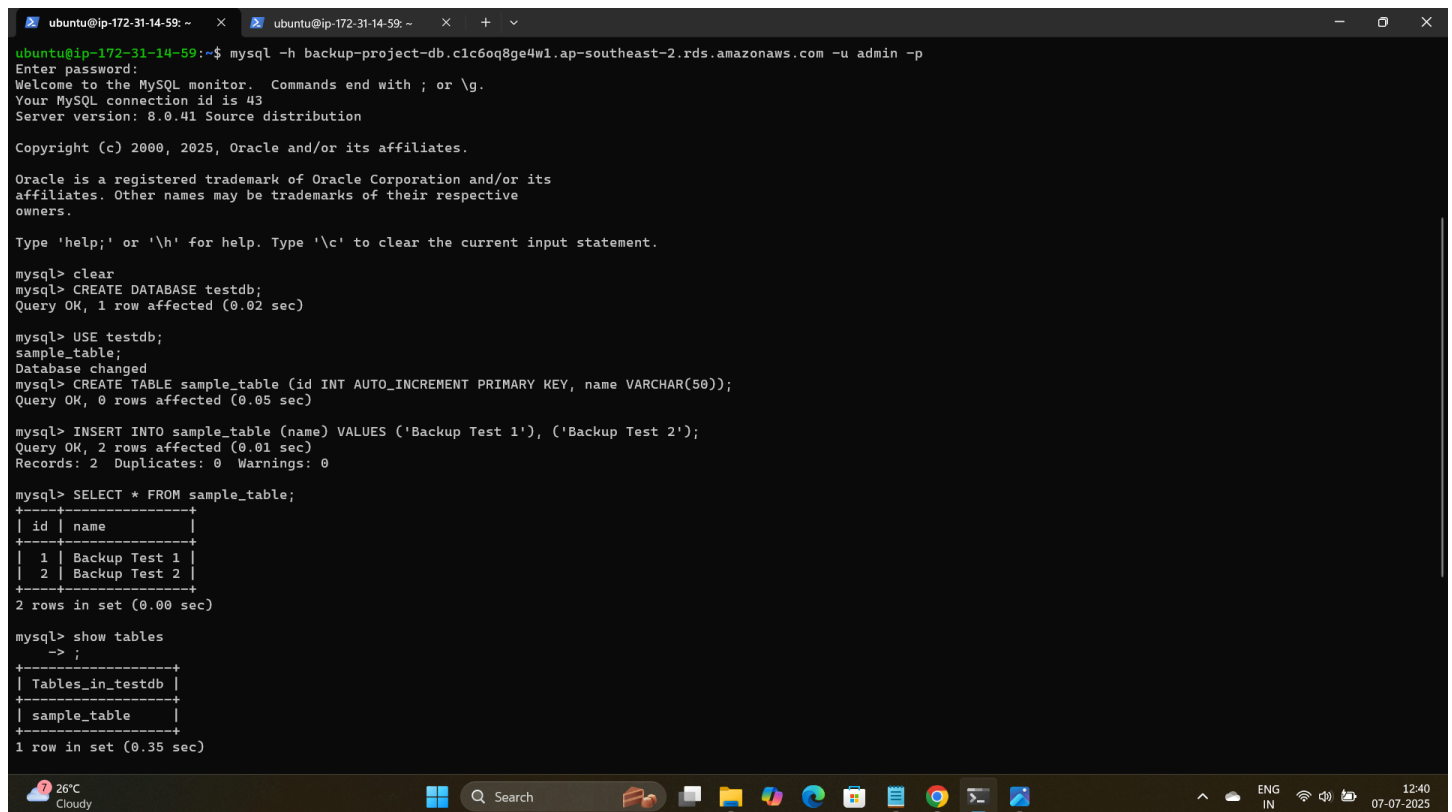 ubuntu@ip-172-31-14-59: ~
ubuntu@ip-172-31-14-59: ~
ubuntu@ip-172-31-14-59:~$ mysql -h backup-project-db.c1c6oq8ge4w1.ap-southeast-2.rds.amazonaws.com -u admin -p
Enter password:
Welcome to the MySQL monitor.  Commands end with ; or \g.
Your MySQL connection id is 43
Server version: 8.0.41 Source distribution

Copyright (c) 2000, 2025, Oracle and/or its affiliates.

Oracle is a registered trademark of Oracle Corporation and/or its
affiliates. Other names may be trademarks of their respective
owners.

Type 'help;' or '\h' for help. Type '\c' to clear the current input statement.

mysql> clear
mysql> CREATE DATABASE testdb;
Query OK, 1 row affected (0.02 sec)

mysql> USE testdb;
sample_table;
Database changed
mysql> CREATE TABLE sample_table (id INT AUTO_INCREMENT PRIMARY KEY, name VARCHAR(50));
Query OK, 0 rows affected (0.05 sec)

mysql> INSERT INTO sample_table (name) VALUES ('Backup Test 1'), ('Backup Test 2');
Query OK, 2 rows affected (0.01 sec)
Records: 2  Duplicates: 0  Warnings: 0

mysql> SELECT * FROM sample_table;
+----+---------------+
| id | name          |
+----+---------------+
|  1 | Backup Test 1 |
|  2 | Backup Test 2 |
+----+---------------+
2 rows in set (0.00 sec)

mysql> show tables
    -> ;
+------------------+
| Tables_in_testdb |
+------------------+
| sample_table     |
+------------------+
1 row in set (0.35 sec)

7
26°C
Cloudy
Search
ENG
IN
12:40
07-07-2025